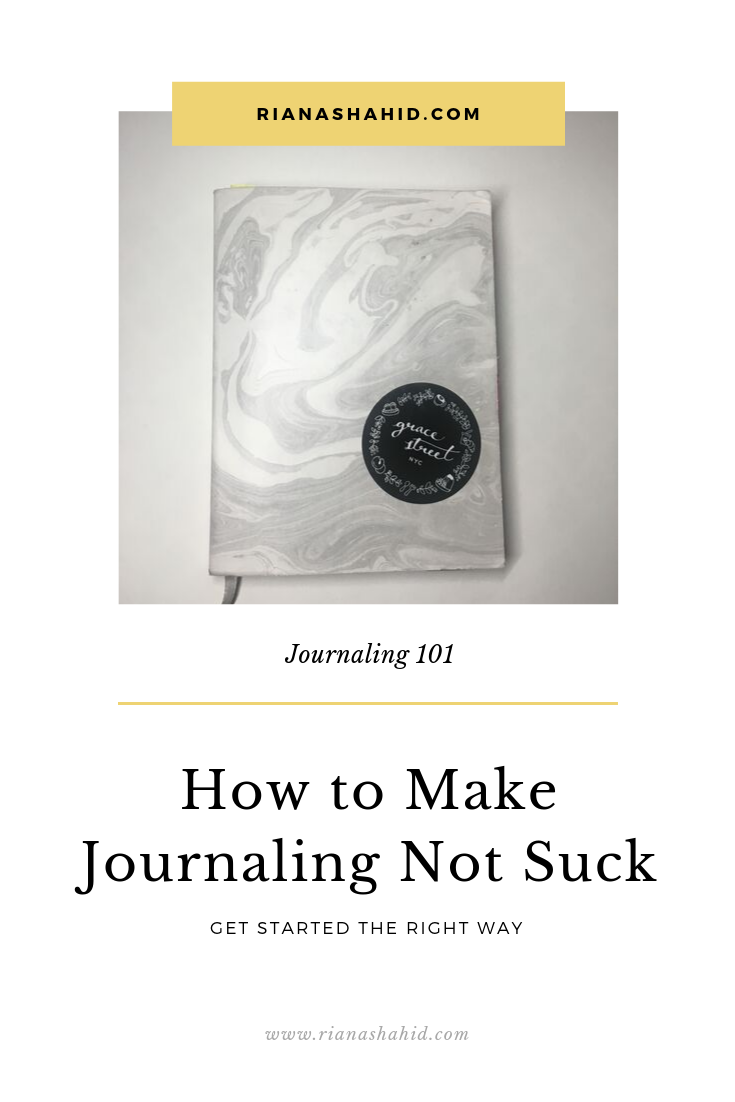 RIANASHAHID.COM
grace
street
NYC
Journaling 101
How to Make
Journaling Not Suck
GET STARTED THE RIGHT WAY
www.rianashahid.com